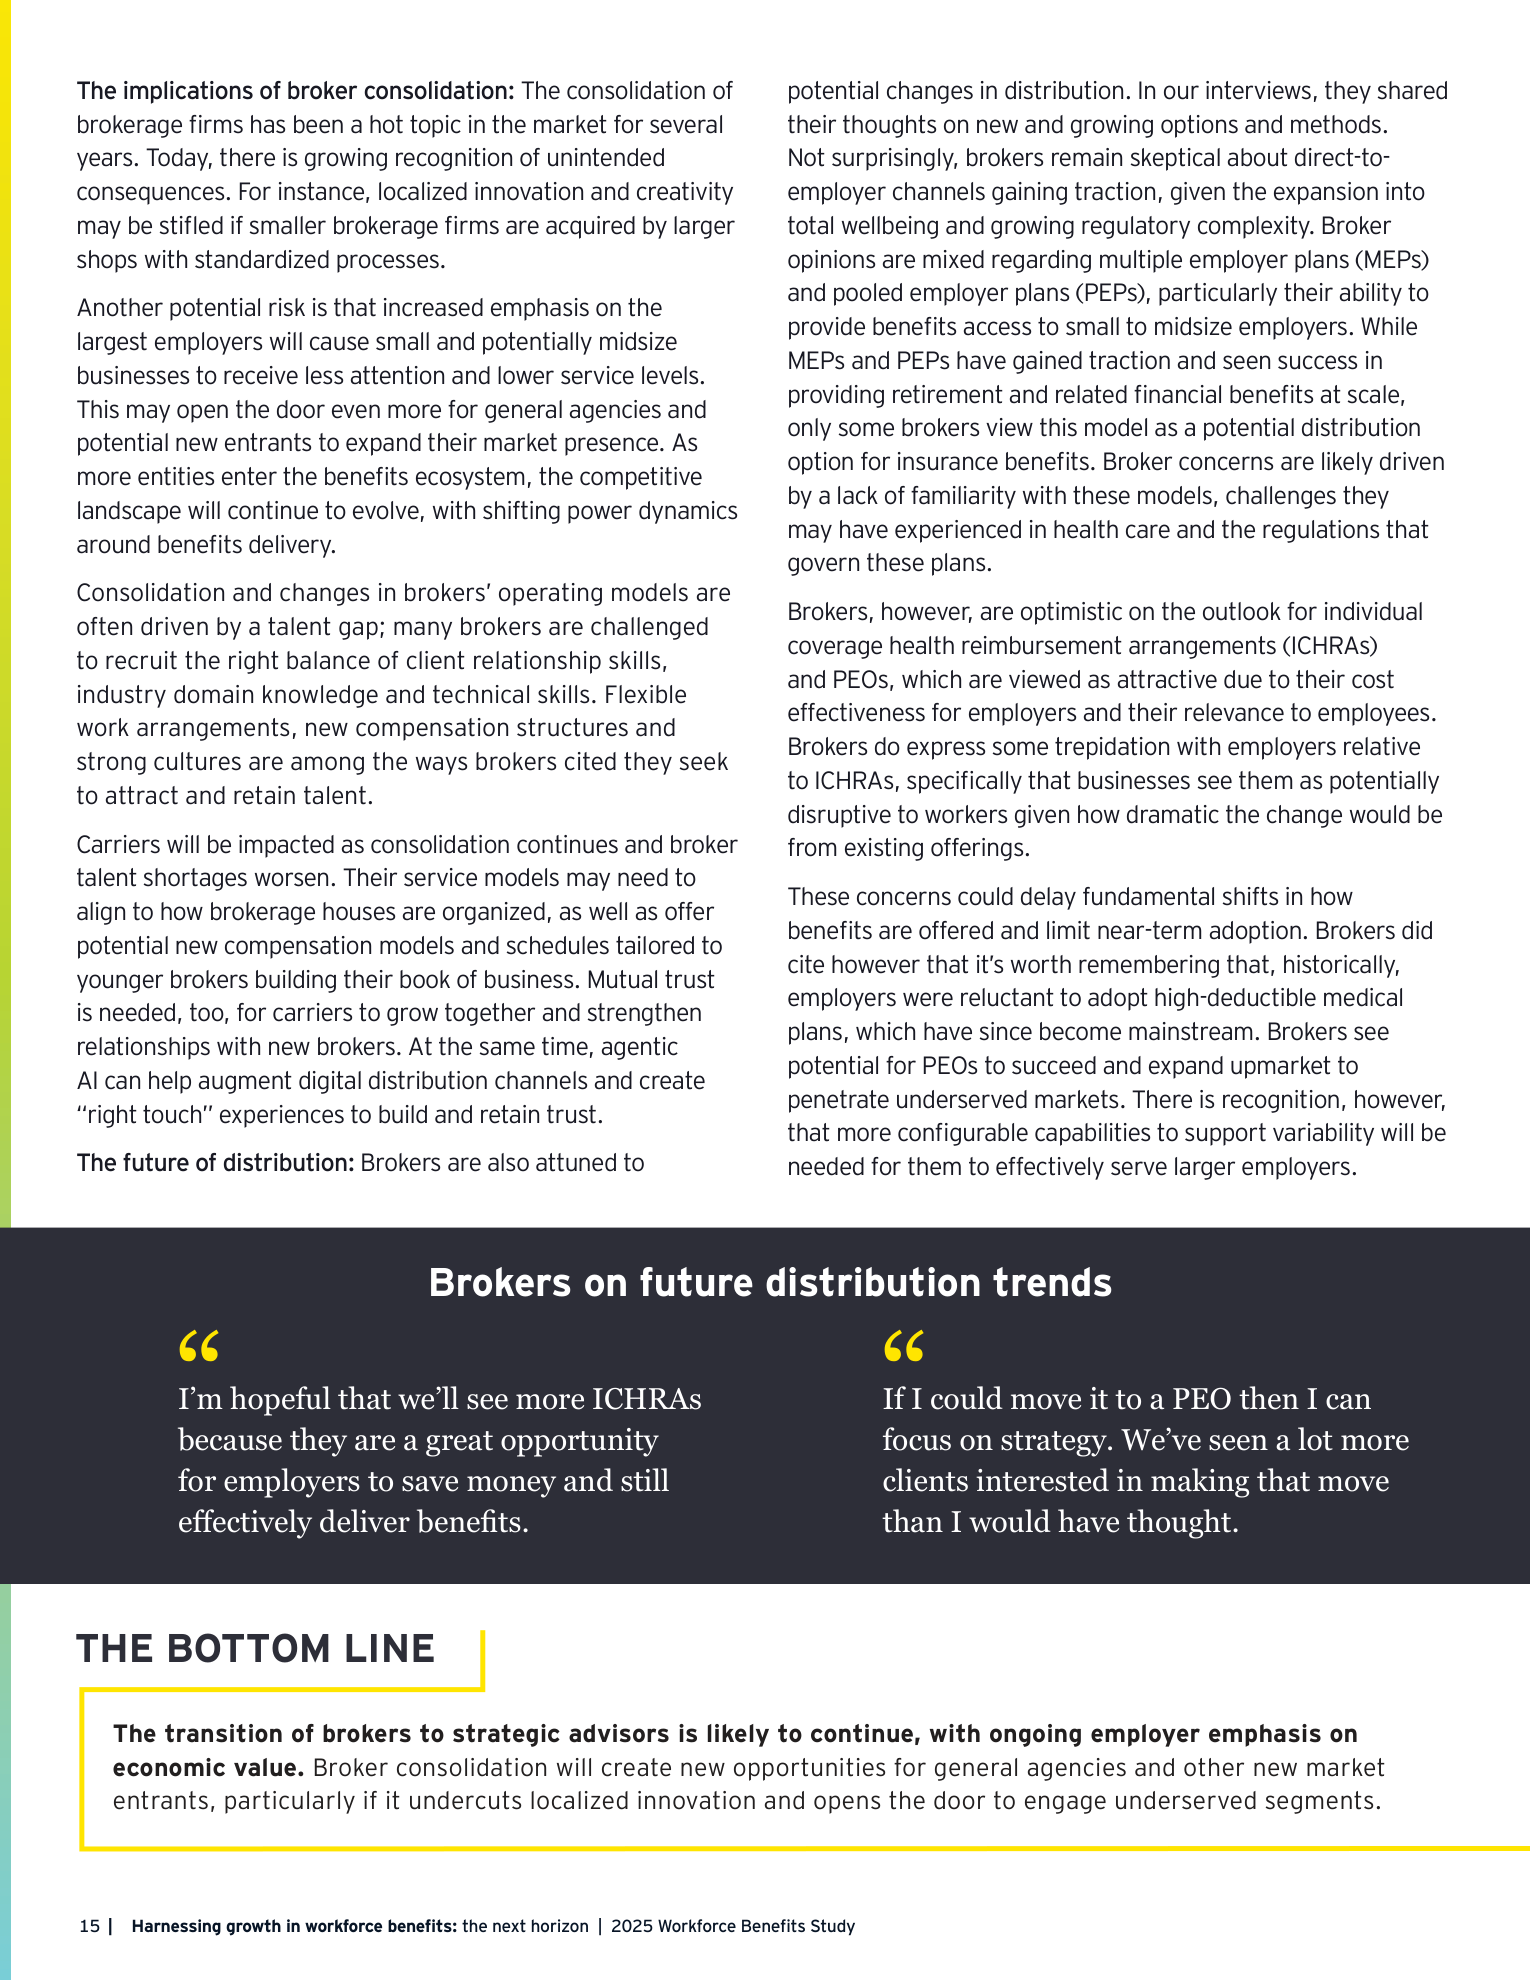 The implications of broker consolidation: The consolidation of
brokerage firms has been a hot topic in the market for several
years. Today, there is growing recognition of unintended
consequences. For instance, localized innovation and creativity
may be stifled if smaller brokerage firms are acquired by larger
shops with standardized processes.
Another potential risk is that increased emphasis on the
largest employers will cause small and potentially midsize
businesses to receive less attention and lower service levels.
This may open the door even more for general agencies and
potential new entrants to expand their market presence. As
more entities enter the benefits ecosystem, the competitive
landscape will continue to evolve, with shifting power dynamics
around benefits delivery.
Consolidation and changes in brokers’ operating models are
often driven by a talent gap; many brokers are challenged
to recruit the right balance of client relationship skills,
industry domain knowledge and technical skills. Flexible
work arrangements, new compensation structures and
strong cultures are among the ways brokers cited they seek
to attract and retain talent.
Carriers will be impacted as consolidation continues and broker
talent shortages worsen. Their service models may need to
align to how brokerage houses are organized, as well as offer
potential new compensation models and schedules tailored to
younger brokers building their book of business. Mutual trust
is needed, too, for carriers to grow together and strengthen
relationships with new brokers. At the same time, agentic
AI can help augment digital distribution channels and create
“right touch” experiences to build and retain trust.
The future of distribution: Brokers are also attuned to
potential changes in distribution. In our interviews, they shared
their thoughts on new and growing options and methods.
Not surprisingly, brokers remain skeptical about direct-to-
employer channels gaining traction, given the expansion into
total wellbeing and growing regulatory complexity. Broker
opinions are mixed regarding multiple employer plans (MEPs)
and pooled employer plans (PEPs), particularly their ability to
provide benefits access to small to midsize employers. While
MEPs and PEPs have gained traction and seen success in
providing retirement and related financial benefits at scale,
only some brokers view this model as a potential distribution
option for insurance benefits. Broker concerns are likely driven
by a lack of familiarity with these models, challenges they
may have experienced in health care and the regulations that
govern these plans.
Brokers, however, are optimistic on the outlook for individual
coverage health reimbursement arrangements (ICHRAs)
and PEOs, which are viewed as attractive due to their cost
effectiveness for employers and their relevance to employees.
Brokers do express some trepidation with employers relative
to ICHRAs, specifically that businesses see them as potentially
disruptive to workers given how dramatic the change would be
from existing offerings.
These concerns could delay fundamental shifts in how
benefits are offered and limit near-term adoption. Brokers did
cite however that it’s worth remembering that, historically,
employers were reluctant to adopt high-deductible medical
plans, which have since become mainstream. Brokers see
potential for PEOs to succeed and expand upmarket to
penetrate underserved markets. There is recognition, however,
that more configurable capabilities to support variability will be
needed for them to effectively serve larger employers.
Brokers on future distribution trends
“
I’m hopeful that we’ll see more ICHRAs
because they are a great opportunity
for employers to save money and still
effectively deliver benefits.
“
If I could move it to a PEO then I can
focus on strategy. We’ve seen a lot more
clients interested in making that move
than I would have thought.
THE BOTTOM LINE
The transition of brokers to strategic advisors is likely to continue, with ongoing employer emphasis on
economic value. Broker consolidation will create new opportunities for general agencies and other new market
entrants, particularly if it undercuts localized innovation and opens the door to engage underserved segments.
15 | Harnessing growth in workforce benefits: the next horizon | 2025 Workforce Benefits Study